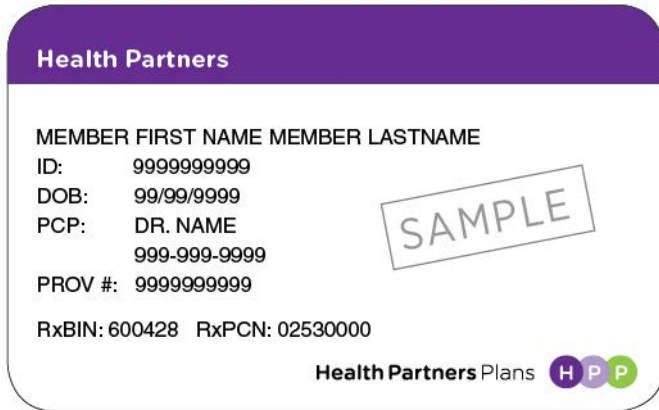 Health Partners
MEMBER FIRST NAME MEMBER LASTNAME
ID: 9999999999
DOB: 99/99/9999
PCP: DR. NAME
999-999-9999
PROV #: 9999999999
SAMPLE
RxBIN: 600428 RxPCN: 02530000
Health Partners Plans HPP